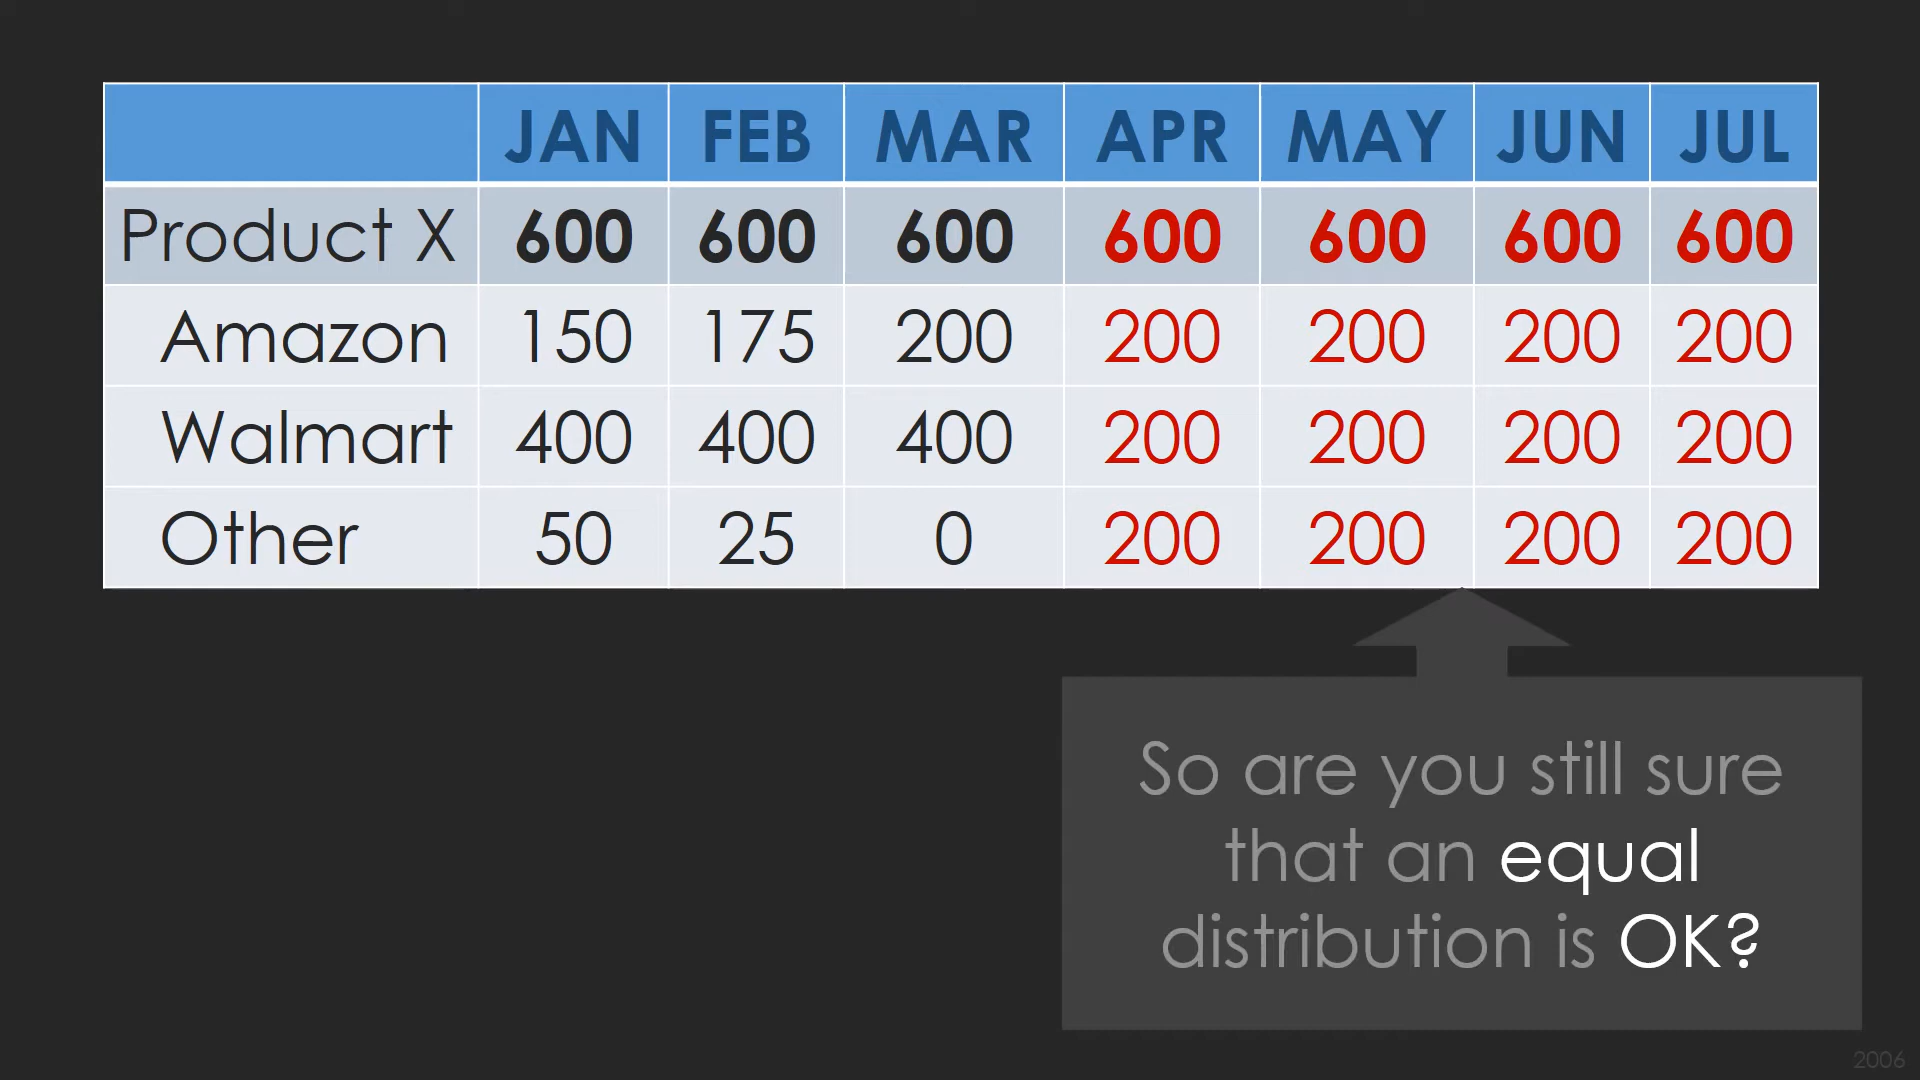 JAN FEB MAR APR MAY JUN JUL
Product X 600 600 600 600 600 600 600
Amazon 150 175 200 200 200 200 200
Walmart 400 400 400 200 200 200 200
Other 50 25 0 200 200 200 200
So are you still sure
that an equal
distribution is OK?
2006